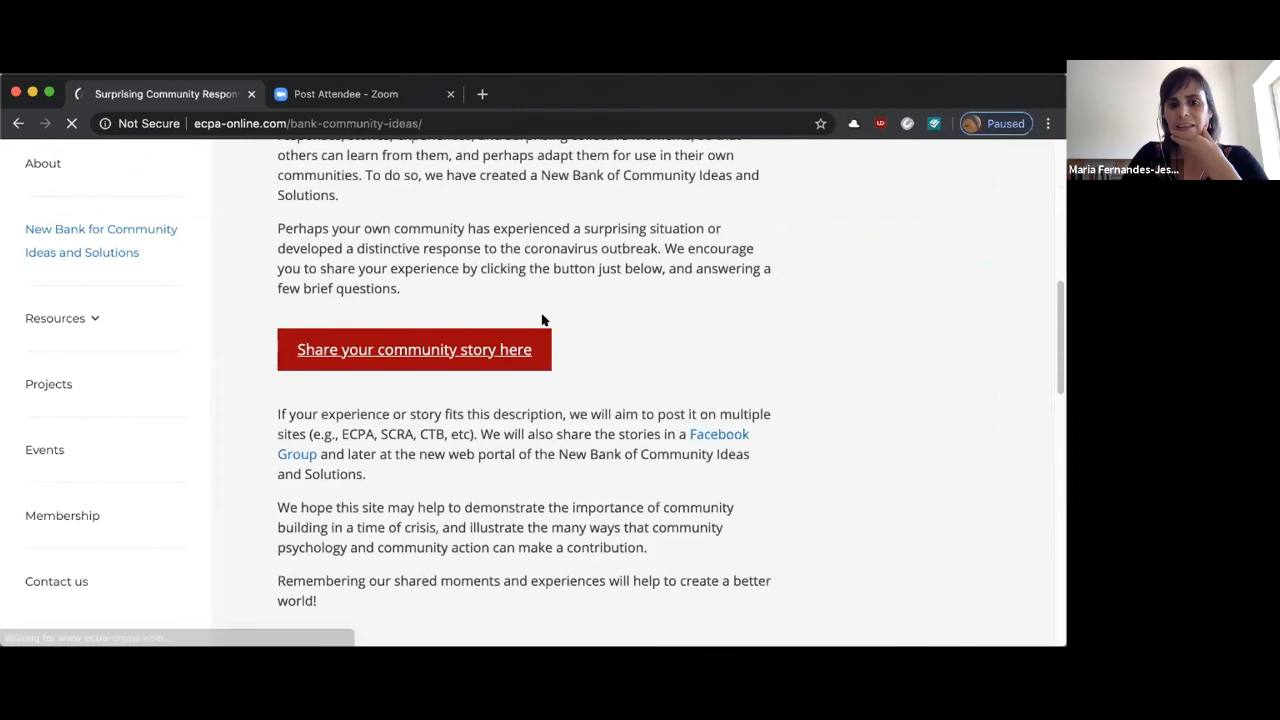 Surprising Community Respon
Post Attendee - Zoom
Not Secure
ecpa-online.com/bank-community-ideas/
Paused
Maria Fernandes-Jes...
About
New Bank for Community
Ideas and Solutions
Resources
Projects
Events
Membership
Contact us
others can learn from them, and perhaps adapt them for use in their own
communities. To do so, we have created a New Bank of Community Ideas and
Solutions.
Perhaps your own community has experienced a surprising situation or
developed a distinctive response to the coronavirus outbreak. We encourage
you to share your experience by clicking the button just below, and answering a
few brief questions.
Share your community story here
If your experience or story fits this description, we will aim to post it on multiple
sites (e.g., ECPA, SCRA, CTB, etc). We will also share the stories in a Facebook
Group and later at the new web portal of the New Bank of Community Ideas
and Solutions.
We hope this site may help to demonstrate the importance of community
building in a time of crisis, and illustrate the many ways that community
psychology and community action can make a contribution.
Remembering our shared moments and experiences will help to create a better
world!
Waiting for www.ecpa-online.com...